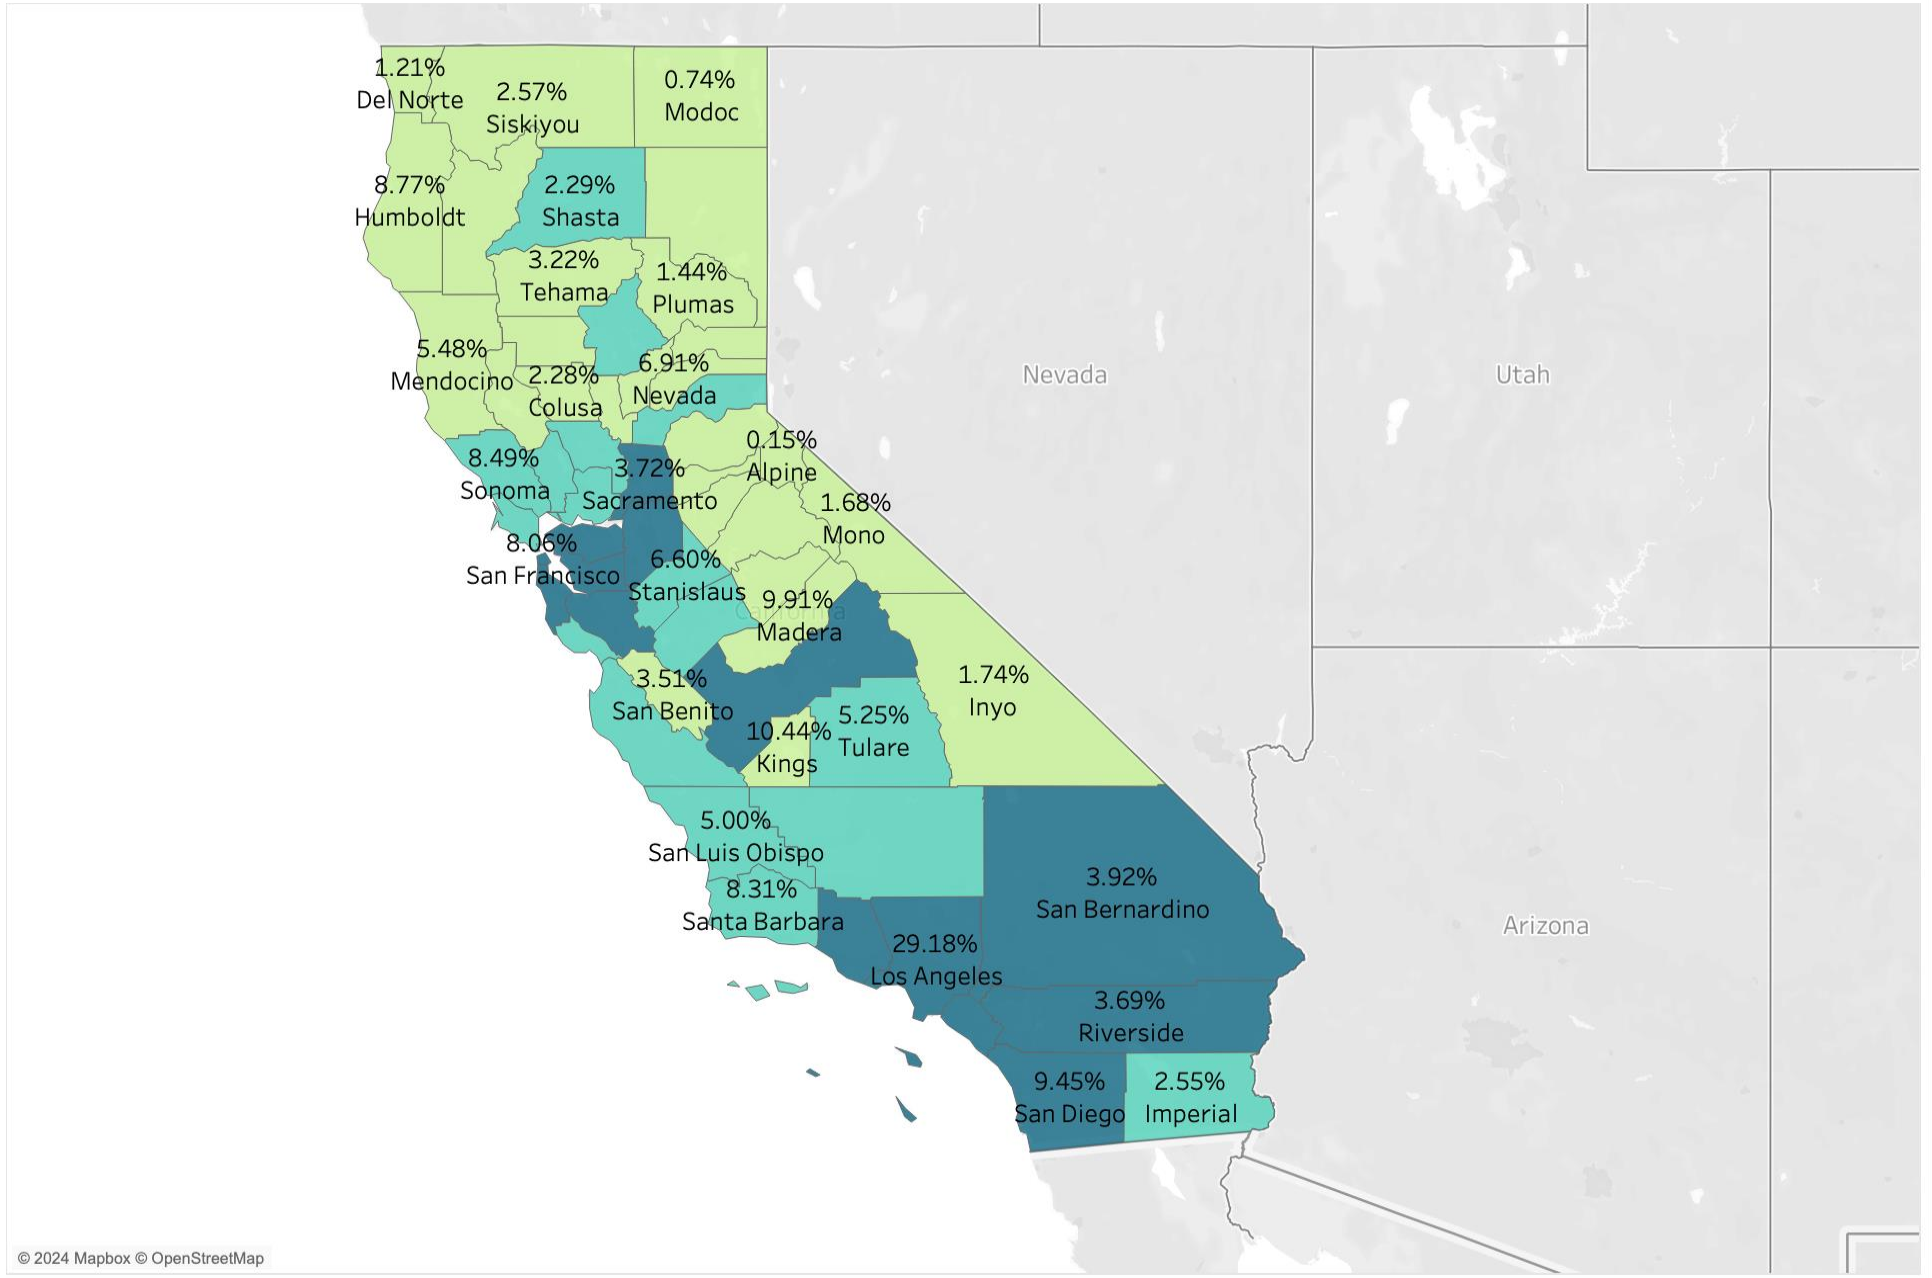 1.21%
Del Norte
2.57%
Siskiyou
0.74%
Modoc
8.77%
Humboldt
2.29%
Shasta
3.22%
Tehama
1.44%
Plumas
5.48%
Mendocino
2.28%
Colusa
6.91%
Nevada
Nevada
Utah
0.15%
Alpine
8.49%
Sonoma
3.72%
Sacramento
1.68%
Mono
8.06%
San Francisco
6.60%
Stanislaus
California
9.91%
Madera
3.51%
San Benito
1.74%
Inyo
10.44%
Kings
5.25%
Tulare
5.00%
San Luis Obispo
8.31%
Santa Barbara
3.92%
San Bernardino
Arizona
29.18%
Los Angeles
3.69%
Riverside
9.45%
San Diego
2.55%
Imperial
© 2024 Mapbox © OpenStreetMap